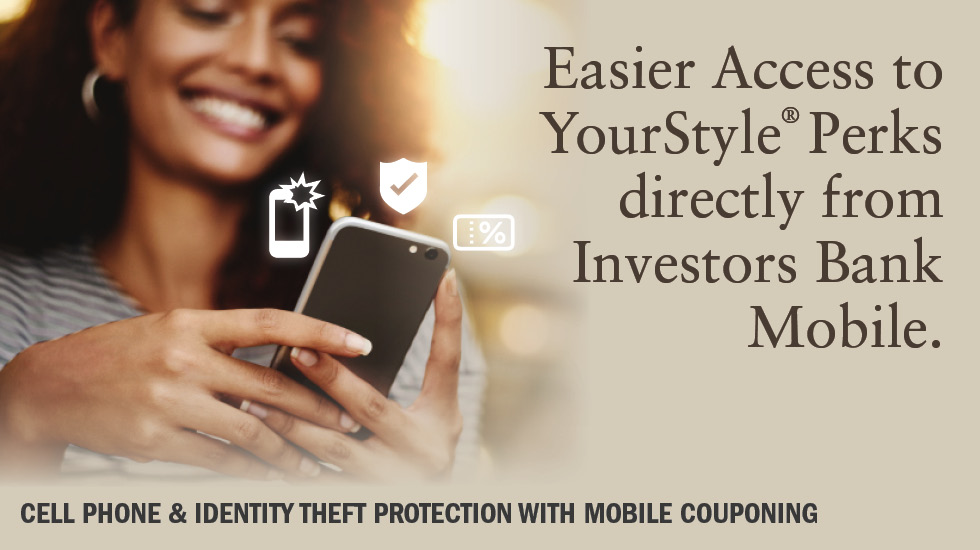 Easier Access to
YourStyle® Perks
directly from
Investors Bank
Mobile.
%
CELL PHONE & IDENTITY THEFT PROTECTION WITH MOBILE COUPONING